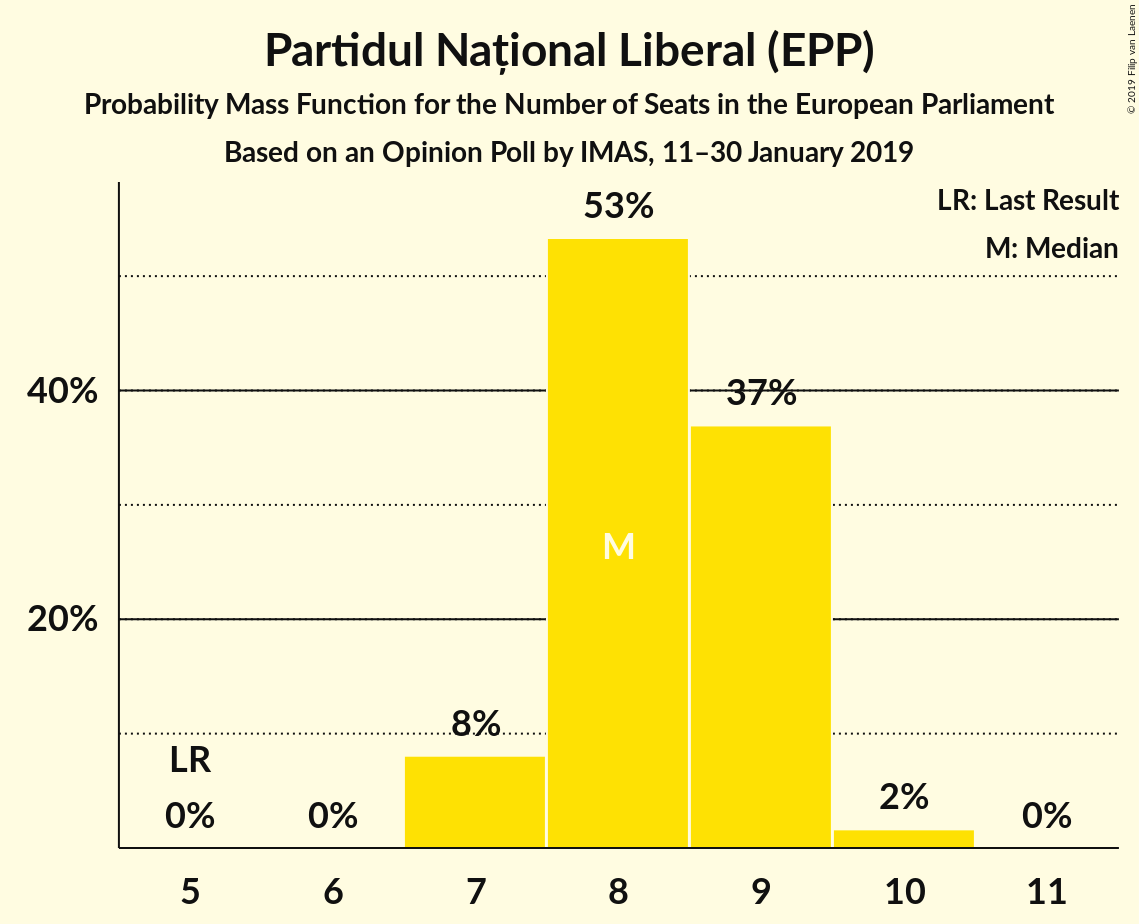 Partidul Național Liberal (EPP)
Probability Mass Function for the Number of Seats in the European Parliament
Based on an Opinion Poll by IMAS, 11–30 January 2019
© 2019 Filip van Laenen
LR: Last Result
M: Median
53%
40%
37%
M
20%
8%
LR
2%
0%
0%
0%
5
6
7
8
9
10
11